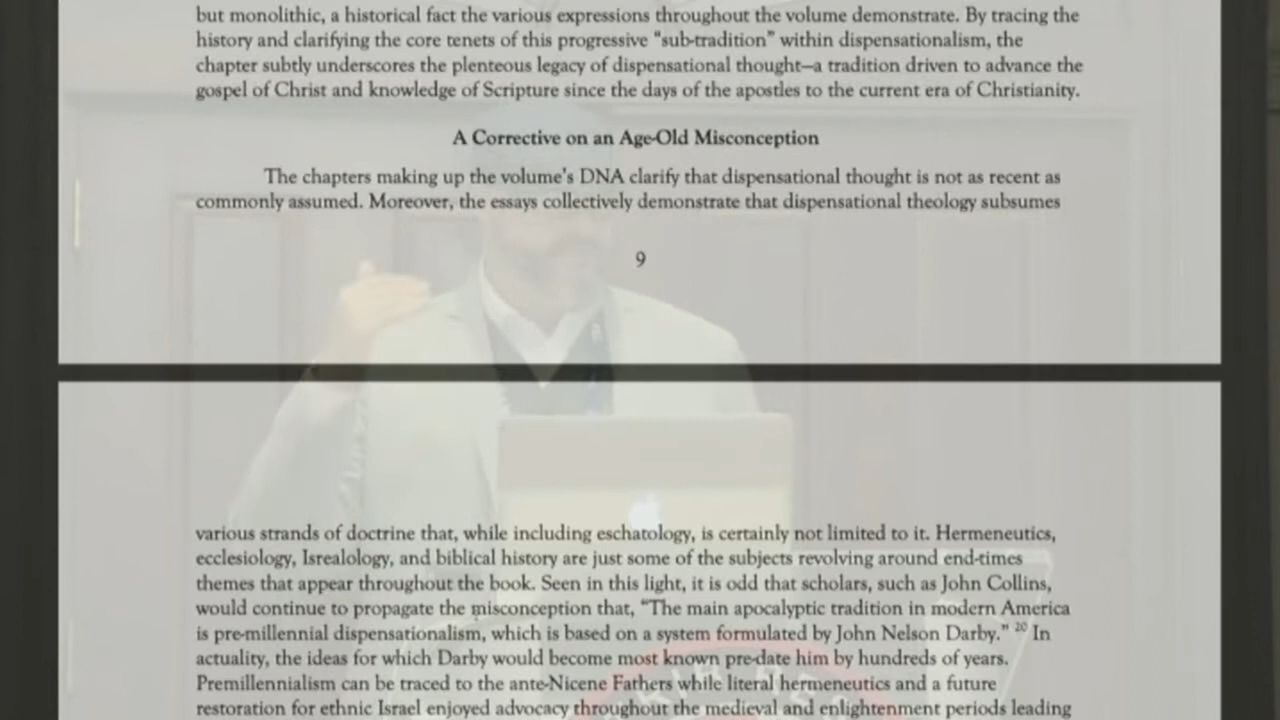 but monolithic, a historical fact the various expressions throughout the volume demonstrate. By tracing the
history and clarifying the core tenets of this progressive “sub-tradition” within dispensationalism, the
chapter subtly underscores the plenteous legacy of dispensational thought—a tradition driven to advance the
gospel of Christ and knowledge of Scripture since the days of the apostles to the current era of Christianity.
A Corrective on an Age-Old Misconception
The chapters making up the volume's DNA clarify that dispensational thought is not as recent as
commonly assumed. Moreover, the essays collectively demonstrate that dispensational theology subsumes
9
various strands of doctrine that, while including eschatology, is certainly not limited to it. Hermeneutics,
ecclesiology, Isrealology, and biblical history are just some of the subjects revolving around end-times
themes that appear throughout the book. Seen in this light, it is odd that scholars, such as John Collins,
would continue to propagate the misconception that, “The main apocalyptic tradition in modern America
is pre-millennial dispensationalism, which is based on a system formulated by John Nelson Darby.” 20 In
actuality, the ideas for which Darby would become most known pre-date him by hundreds of years.
Premillennialism can be traced to the ante-Nicene Fathers while literal hermeneutics and a future
restoration for ethnic Israel enjoyed advocacy throughout the medieval and enlightenment periods leading